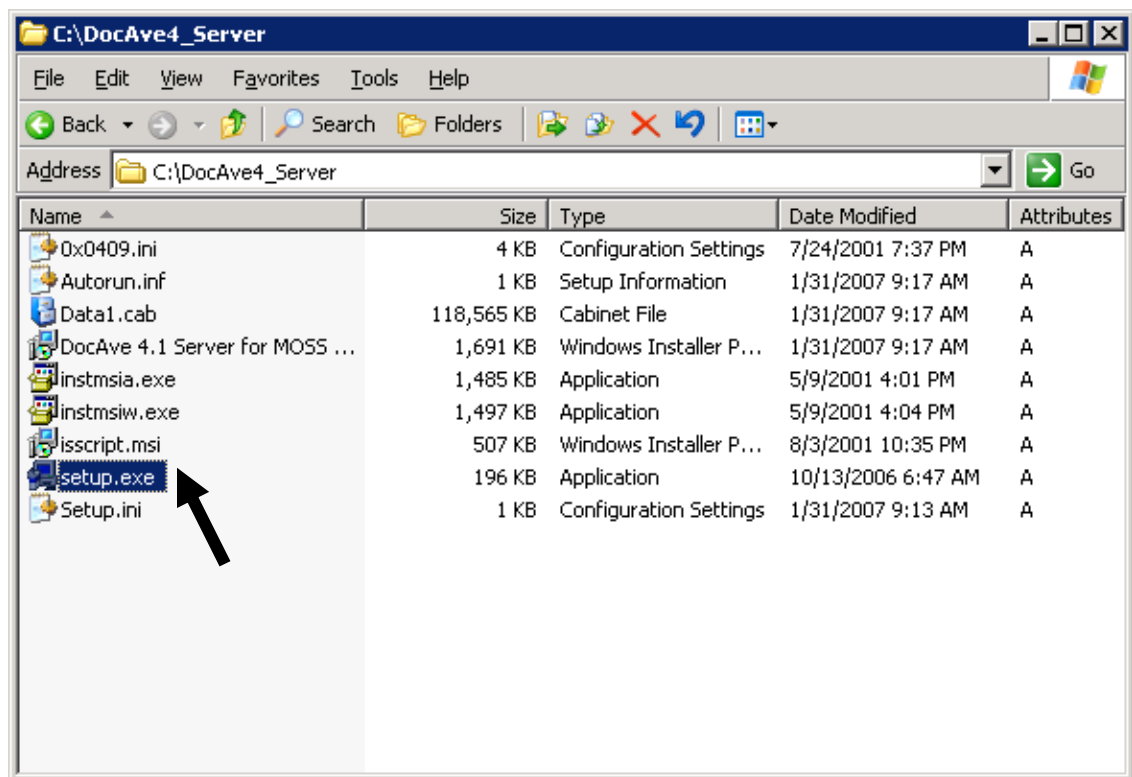 C:\DocAve4_Server
File Edit View Favorites Tools Help
Back Search Folders
Address C:\DocAve4_Server Go
Name Size Type Date Modified Attributes
0x0409.ini 4 KB Configuration Settings 7/24/2001 7:37 PM A
Autorun.inf 1 KB Setup Information 1/31/2007 9:17 AM A
Data1.cab 118,565 KB Cabinet File 1/31/2007 9:17 AM A
DocAve 4.1 Server for MOSS ... 1,691 KB Windows Installer P... 1/31/2007 9:17 AM A
instmsia.exe 1,485 KB Application 5/9/2001 4:01 PM A
instmsiw.exe 1,497 KB Application 5/9/2001 4:04 PM A
isscript.msi 507 KB Windows Installer P... 8/3/2001 10:35 PM A
setup.exe 196 KB Application 10/13/2006 6:47 AM A
Setup.ini 1 KB Configuration Settings 1/31/2007 9:13 AM A